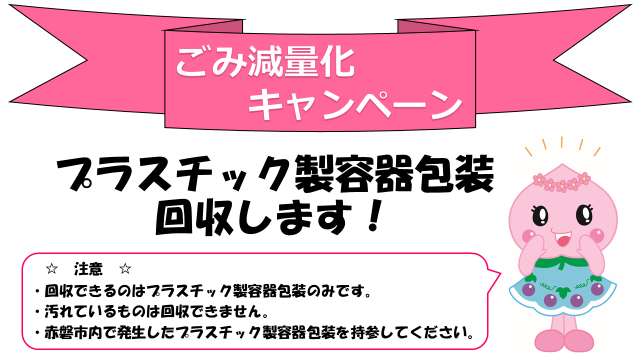 ごみ減量化
キャンペーン
プラスチック製容器包装
回収します！
☆　注意　☆
・回収できるのはプラスチック製容器包装のみです。
・汚れているものは回収できません。
・赤磐市内で発生したプラスチック製容器包装を持参してください。